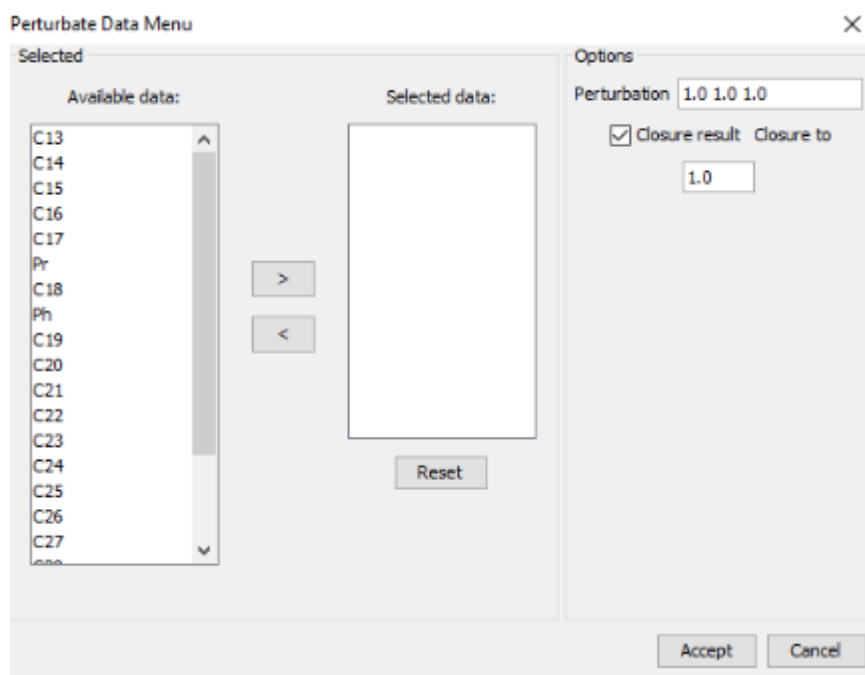 Perturbate Data Menu
Selected
Available data:
C13
C14
C15
C16
C17
Pr
C18
Ph
C19
C20
C21
C22
C23
C24
C25
C26
C27
>
<
Selected data:
Reset
Options
Perturbation 1.0 1.0 1.0
Closure result Closure to
1.0
Accept Cancel